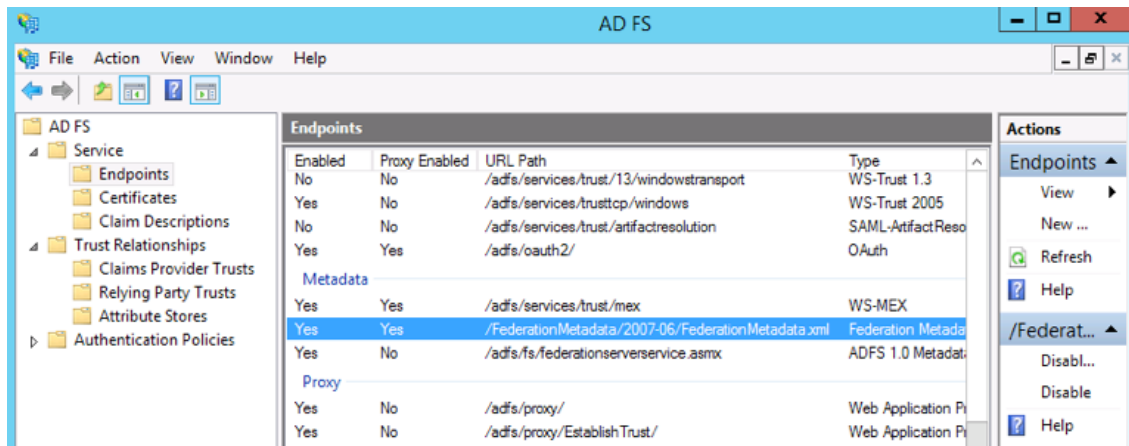 AD FS
File Action View Window Help
AD FS
Service
Endpoints
Certificates
Claim Descriptions
Trust Relationships
Claims Provider Trusts
Relying Party Trusts
Attribute Stores
Authentication Policies
Endpoints
Enabled Proxy Enabled URL Path Type
No No /adfs/services/trust/13/windowstransport WS-Trust 1.3
Yes No /adfs/services/trusttcp/windows WS-Trust 2005
No No /adfs/services/trust/artifactresolution SAML-ArtifactReso
Yes Yes /adfs/oauth2/ OAuth
Metadata
Yes Yes /adfs/services/trust/mex WS-MEX
Yes Yes /FederationMetadata/2007-06/FederationMetadata.xml Federation Metada
Yes No /adfs/fs/federationserverservice.asmx ADFS 1.0 Metadat
Proxy
Yes No /adfs/proxy/ Web Application P
Yes No /adfs/proxy/EstablishTrust/ Web Application P
Actions
Endpoints
View
New ...
Refresh
Help
/Federat...
Disabl...
Disable
Help